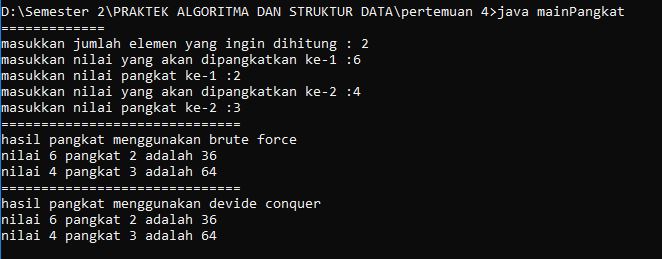 D:\Semester 2\PRAKTEK ALGORITMA DAN STRUKTUR DATA\pertemuan 4>java mainPangkat
=============
masukkan jumlah elemen yang ingin dihitung : 2
masukkan nilai yang akan dipangkatkan ke-1 :6
masukkan nilai pangkat ke-1 :2
masukkan nilai yang akan dipangkatkan ke-2 :4
masukkan nilai pangkat ke-2 :3
==============================
hasil pangkat menggunakan brute force
nilai 6 pangkat 2 adalah 36
nilai 4 pangkat 3 adalah 64
==============================
hasil pangkat menggunakan devide conquer
nilai 6 pangkat 2 adalah 36
nilai 4 pangkat 3 adalah 64